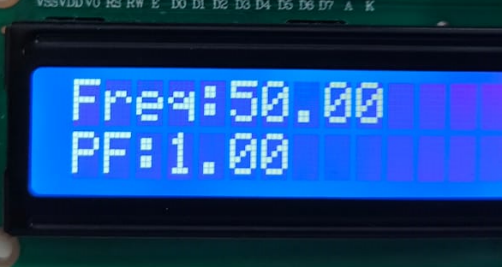 VSS VDD V0 RS RW E D0 D1 D2 D3 D4 D5 D6 D7 A K
Freq:50.00
PF:1.00